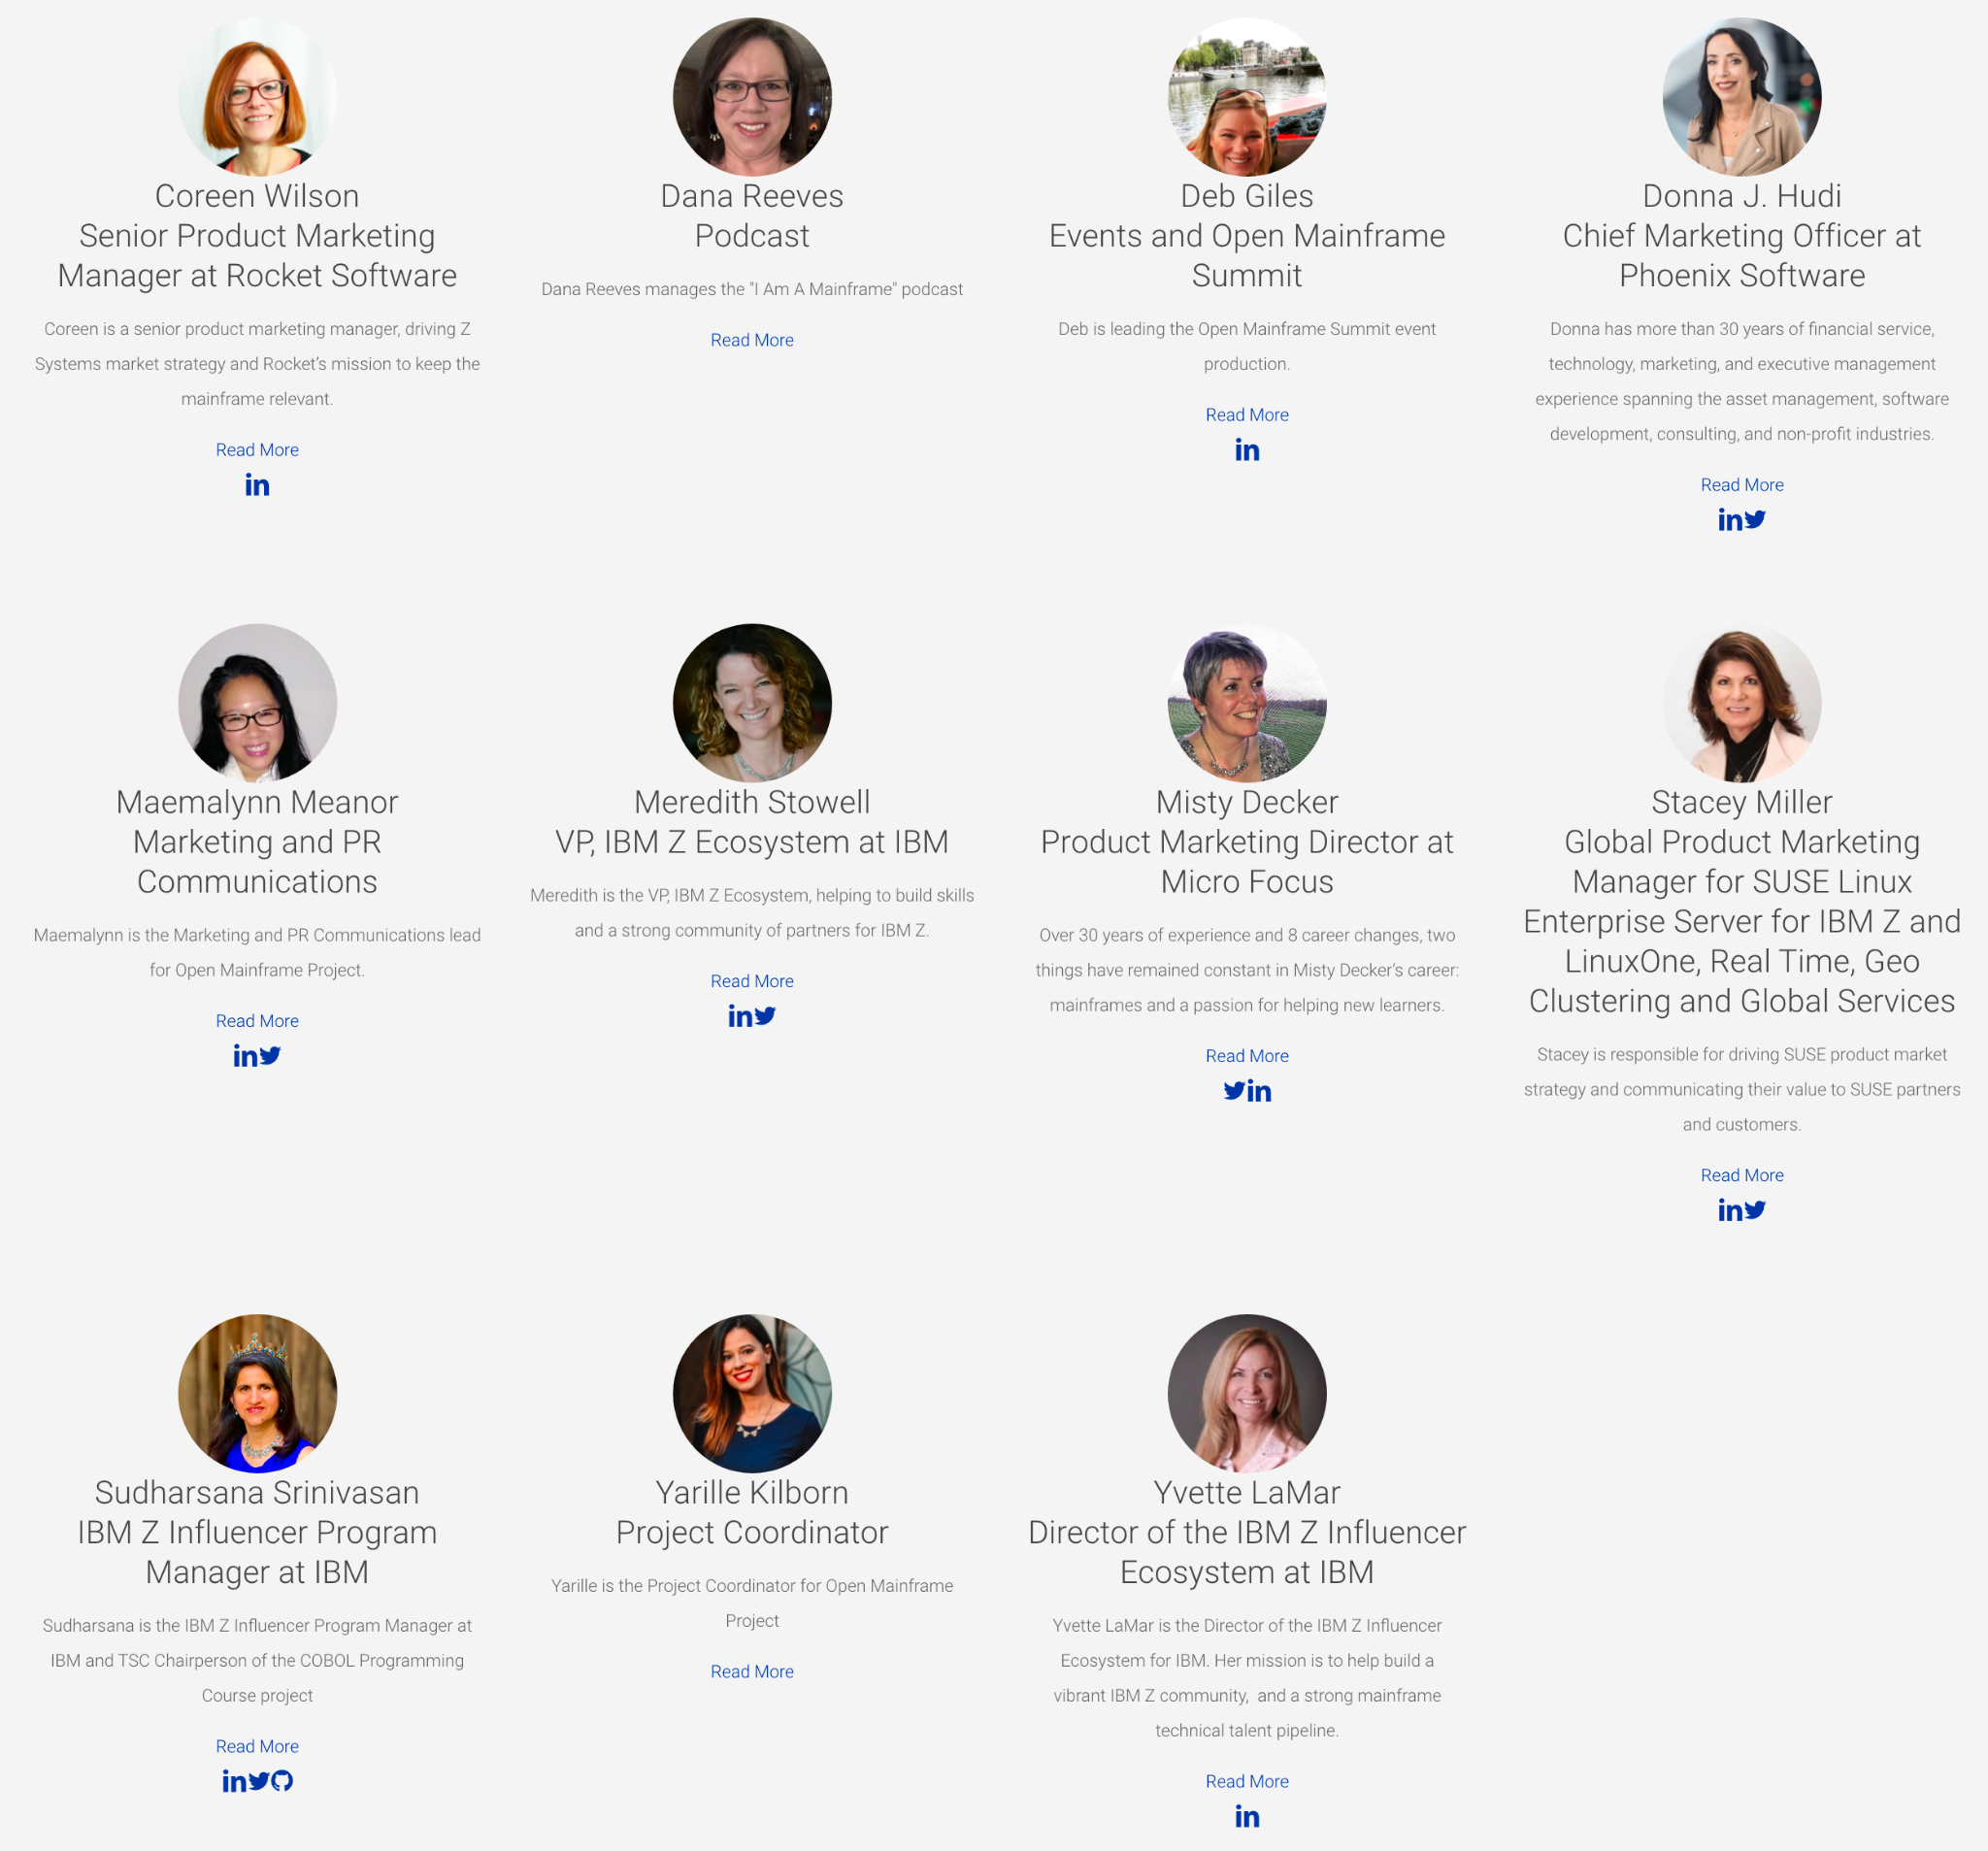 Coreen Wilson
Senior Product Marketing
Manager at Rocket Software
Coreen is a senior product marketing manager, driving Z
Systems market strategy and Rocket’s mission to keep the
mainframe relevant.
Read More
in
Dana Reeves
Podcast
Dana Reeves manages the "I Am A Mainframe" podcast
Read More
Deb Giles
Events and Open Mainframe
Summit
Deb is leading the Open Mainframe Summit event
production.
Read More
in
Donna J. Hudi
Chief Marketing Officer at
Phoenix Software
Donna has more than 30 years of financial service,
technology, marketing, and executive management
experience spanning the asset management, software
development, consulting, and non-profit industries.
Read More
in
Maemalynn Meanor
Marketing and PR
Communications
Maemalynn is the Marketing and PR Communications lead
for Open Mainframe Project.
Read More
in
Meredith Stowell
VP, IBM Z Ecosystem at IBM
Meredith is the VP, IBM Z Ecosystem, helping to build skills
and a strong community of partners for IBM Z.
Read More
in
Misty Decker
Product Marketing Director at
Micro Focus
Over 30 years of experience and 8 career changes, two
things have remained constant in Misty Decker’s career:
mainframes and a passion for helping new learners.
Read More
in
Stacey Miller
Global Product Marketing
Manager for SUSE Linux
Enterprise Server for IBM Z and
LinuxOne, Real Time, Geo
Clustering and Global Services
Stacey is responsible for driving SUSE product market
strategy and communicating their value to SUSE partners
and customers.
Read More
in
Sudharsana Srinivasan
IBM Z Influencer Program
Manager at IBM
Sudharsana is the IBM Z Influencer Program Manager at
IBM and TSC Chairperson of the COBOL Programming
Course project
Read More
in
Yarille Kilborn
Project Coordinator
Yarille is the Project Coordinator for Open Mainframe
Project
Read More
Yvette LaMar
Director of the IBM Z Influencer
Ecosystem at IBM
Yvette LaMar is the Director of the IBM Z Influencer
Ecosystem for IBM. Her mission is to help build a
vibrant IBM Z community,  and a strong mainframe
technical talent pipeline.
Read More
in